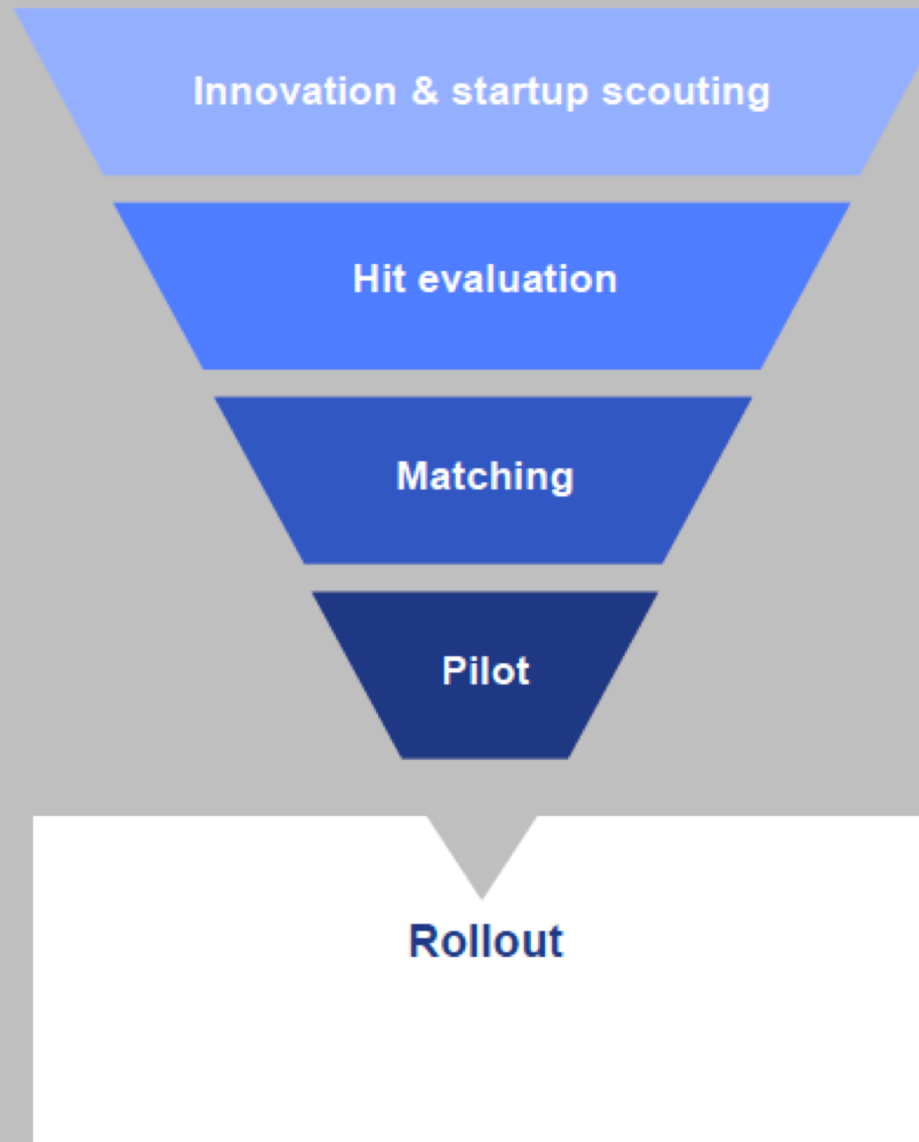 Innovation & startup scouting
Hit evaluation
Matching
Pilot
Rollout